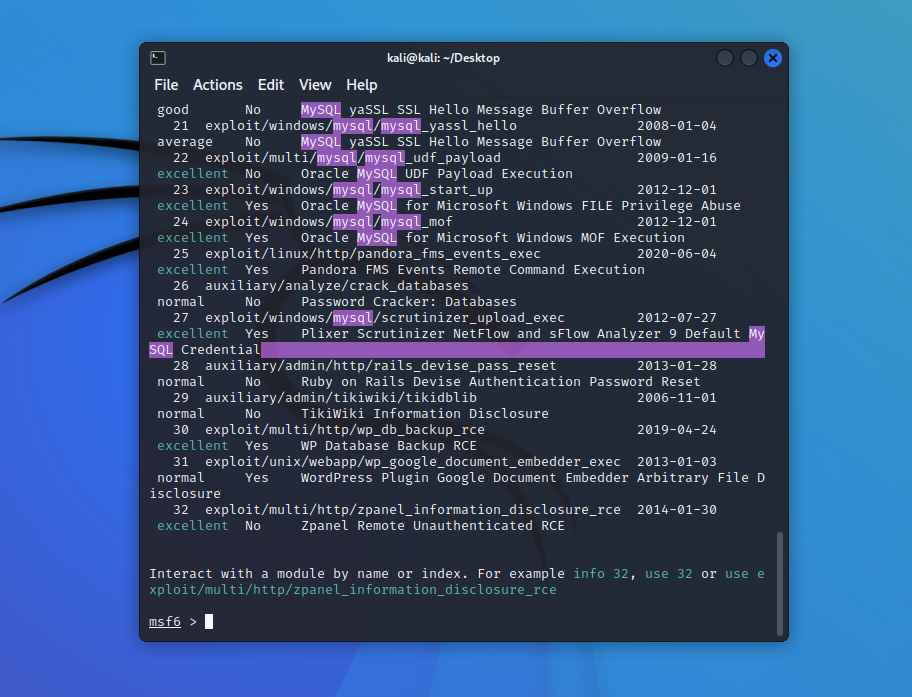 kali@kali: ~/Desktop
File Actions Edit View Help
good No MySQL yaSSL SSL Hello Message Buffer Overflow
21 exploit/windows/mysql/mysql_yassl_hello 2008-01-04
average No MySQL yaSSL SSL Hello Message Buffer Overflow
22 exploit/multi/mysql/mysql_udf_payload 2009-01-16
excellent No Oracle MySQL UDF Payload Execution
23 exploit/windows/mysql/mysql_start_up 2012-12-01
excellent Yes Oracle MySQL for Microsoft Windows FILE Privilege Abuse
24 exploit/windows/mysql/mysql_mof 2012-12-01
excellent Yes Oracle MySQL for Microsoft Windows MOF Execution
25 exploit/linux/http/pandora_fms_events_exec 2020-06-04
excellent Yes Pandora FMS Events Remote Command Execution
26 auxiliary/analyze/crack_databases
normal No Password Cracker: Databases
27 exploit/windows/mysql/scrutinizer_upload_exec 2012-07-27
excellent Yes Plixer Scrutinizer NetFlow and sFlow Analyzer 9 Default My
SQL Credential
28 auxiliary/admin/http/rails_devise_pass_reset 2013-01-28
normal No Ruby on Rails Devise Authentication Password Reset
29 auxiliary/admin/tikiwiki/tikidblib 2006-11-01
normal No TikiWiki Information Disclosure
30 exploit/multi/http/wp_db_backup_rce 2019-04-24
excellent Yes WP Database Backup RCE
31 exploit/unix/webapp/wp_google_document_embedder_exec 2013-01-03
normal Yes WordPress Plugin Google Document Embedder Arbitrary File D
isclosure
32 exploit/multi/http/zpanel_information_disclosure_rce 2014-01-30
excellent No Zpanel Remote Unauthenticated RCE
Interact with a module by name or index. For example info 32, use 32 or use e
xploit/multi/http/zpanel_information_disclosure_rce
msf6 >